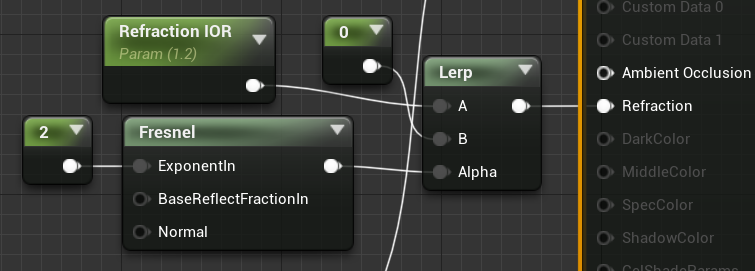 Refraction IOR
Param (1.2)
0
Lerp
A
B
Alpha
2
Fresnel
ExponentIn
BaseReflectFractionIn
Normal
Custom Data 0
Custom Data 1
Ambient Occlusion
Refraction
DarkColor
MiddleColor
SpecColor
ShadowColor